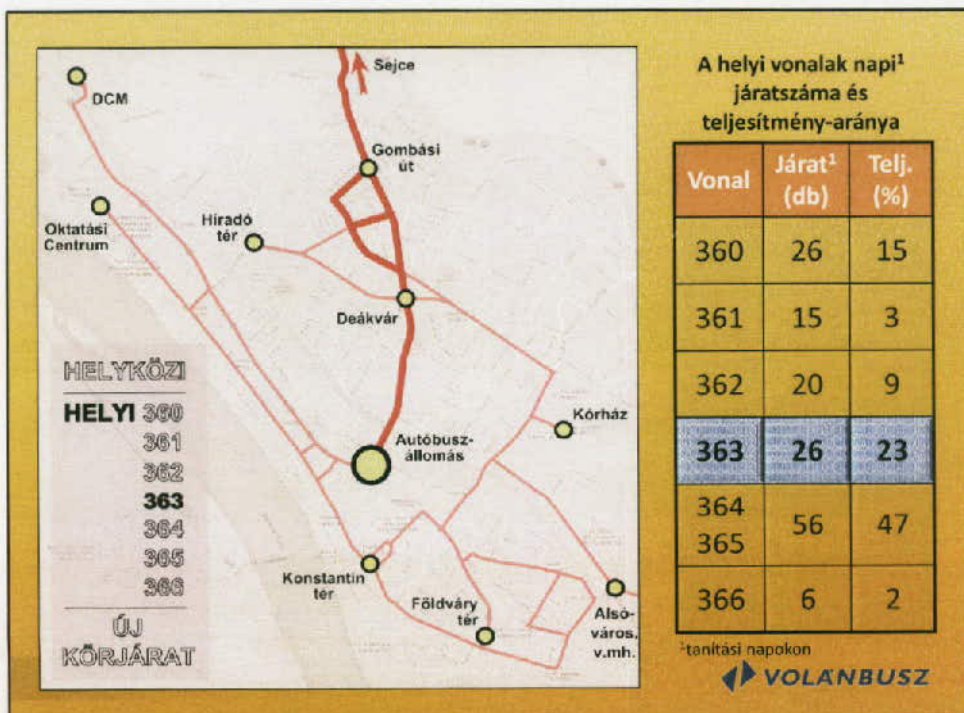 Sejce
DCM
Gombási
út
Oktatási
Centrum
Híradó
tér
Deákvár
HELYKÖZI
HELYI 360
361
362
363
364
365
366
ÚJ
KÖRJÁRAT
Kórház
Autóbusz-
állomás
Konstantin
tér
Földváry
tér
Alsó-
város,
v.mh.
A helyi vonalak napi¹
járatszáma és
teljesítmény-aránya
Vonal Járat¹ (db) Telj. (%)
360 26 15
361 15 3
362 20 9
363 26 23
364 365 56 47
366 6 2
¹tanítási napokon
VOLÁNBUSZ